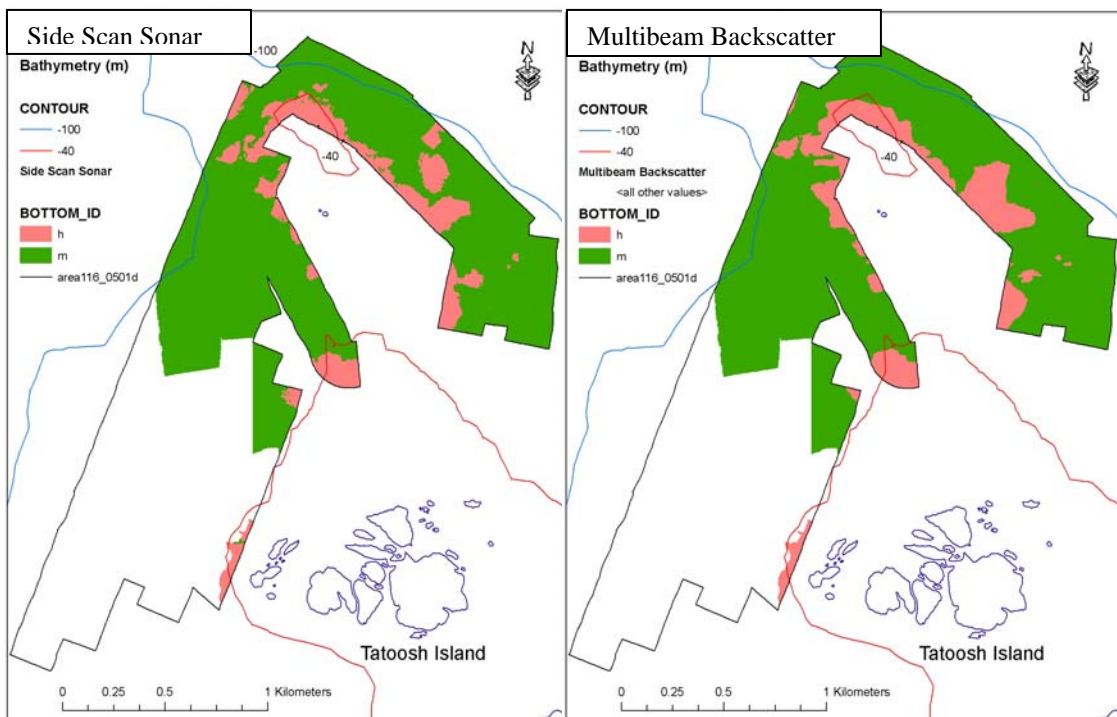 Side Scan Sonar
-100
N
Bathymetry (m)
CONTOUR
-100
-40
Side Scan Sonar
BOTTOM_ID
h
m
area116_0501d
-40
Tatoosh Island
0 0.25 0.5 1 Kilometers
Multibeam Backscatter
N
Bathymetry (m)
CONTOUR
-100
-40
Multibeam Backscatter
<all other values>
BOTTOM_ID
h
m
area116_0501d
-40
Tatoosh Island
0 0.25 0.5 1 Kilometers